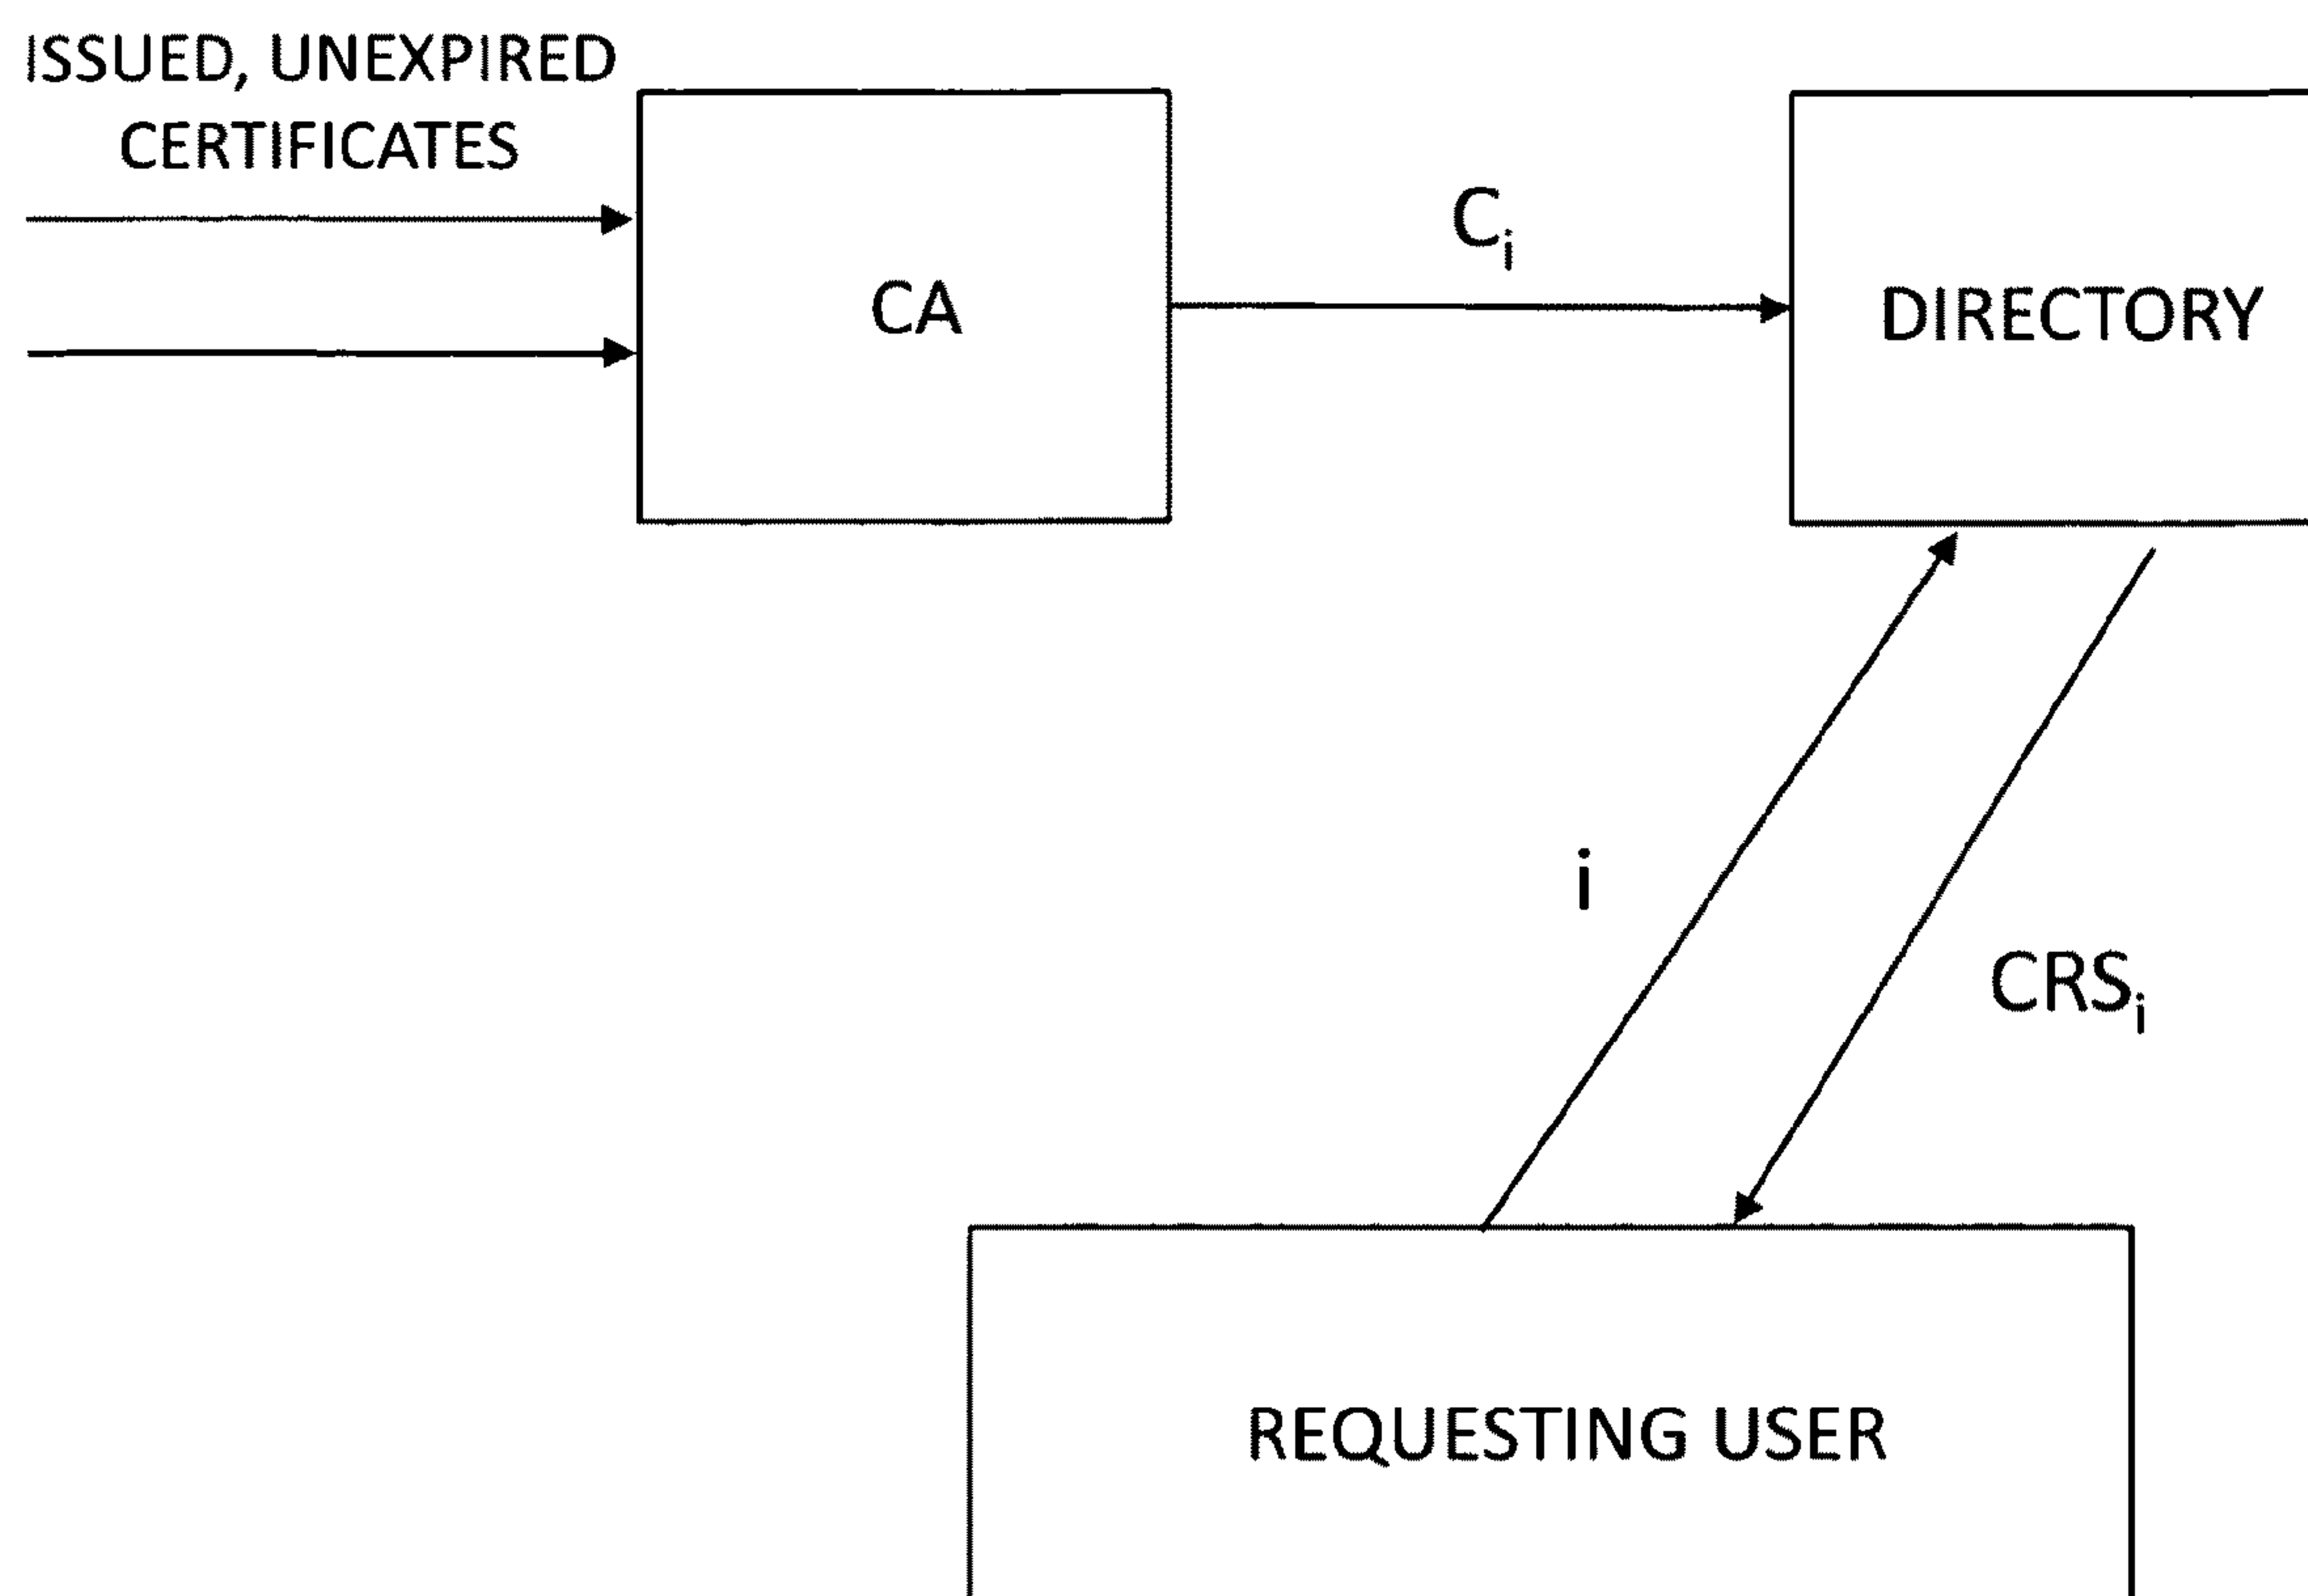 ISSUED, UNEXPIRED
CERTIFICATES
CA
Cᵢ
DIRECTORY
i
CRSᵢ
REQUESTING USER